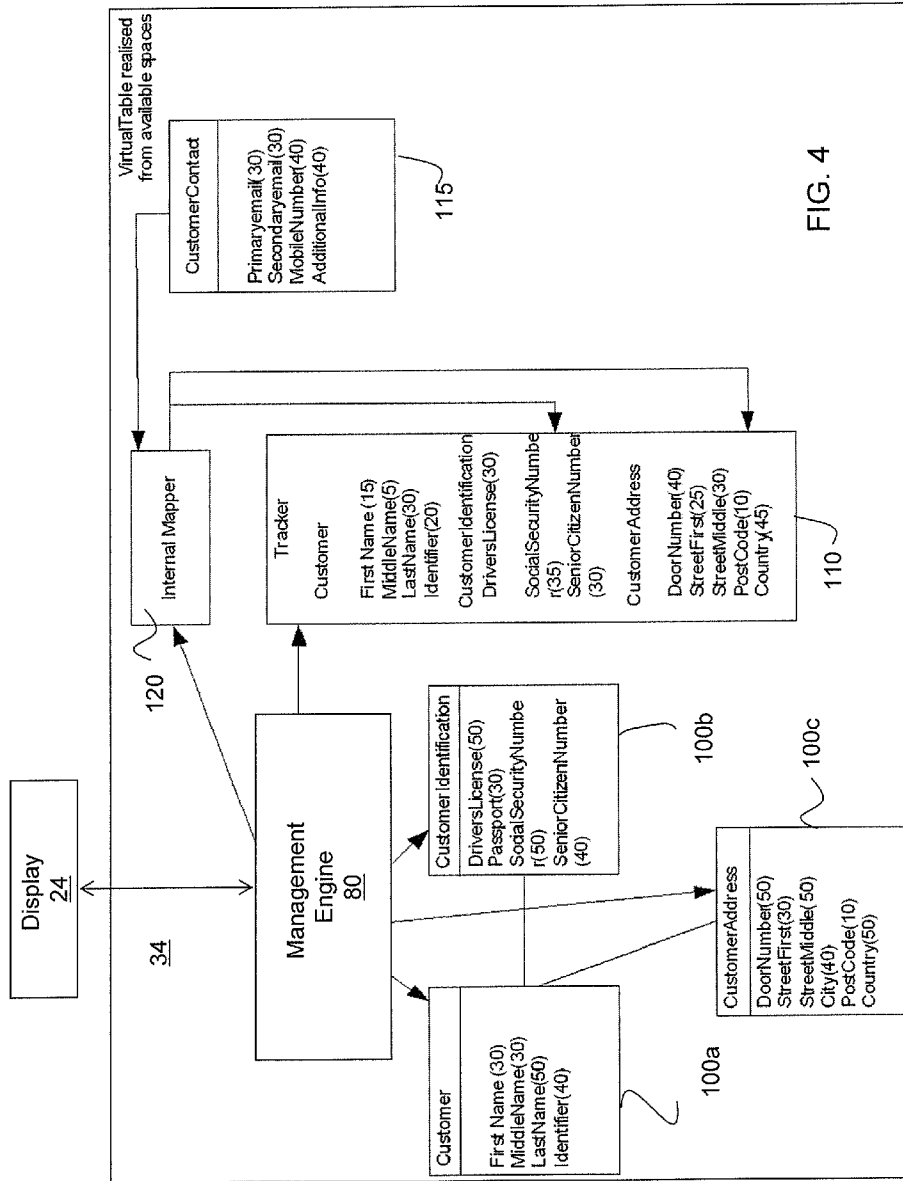 Display
24
34
VirtualTable realised
from available spaces
120
Internal Mapper
Management
Engine
80
CustomerContact
Primaryemail(30)
Secondaryemail(30)
MobileNumber(40)
AdditionalInfo(40)
115
Tracker
Customer
First Name (15)
MiddleName(5)
LastName(30)
Identifier(20)
CustomerIdentification
DriversLicense(30)
SocialSecurityNumbe
r(35)
SeniorCitizenNumber
(30)
CustomerAddress
DoorNumber(40)
StreetFirst(25)
StreetMiddle(30)
PostCode(10)
Country(45)
110
Customer
First Name (30)
MiddleName(30)
LastName(50)
Identifier(40)
100a
CustomerIdentification
DriversLicense(50)
Passport(30)
SocialSecurityNumbe
r(50)
SeniorCitizenNumber
(40)
100b
CustomerAddress
DoorNumber(50)
StreetFirst(30)
StreetMiddle(50)
City(40)
PostCode(10)
Country(50)
100c
FIG. 4